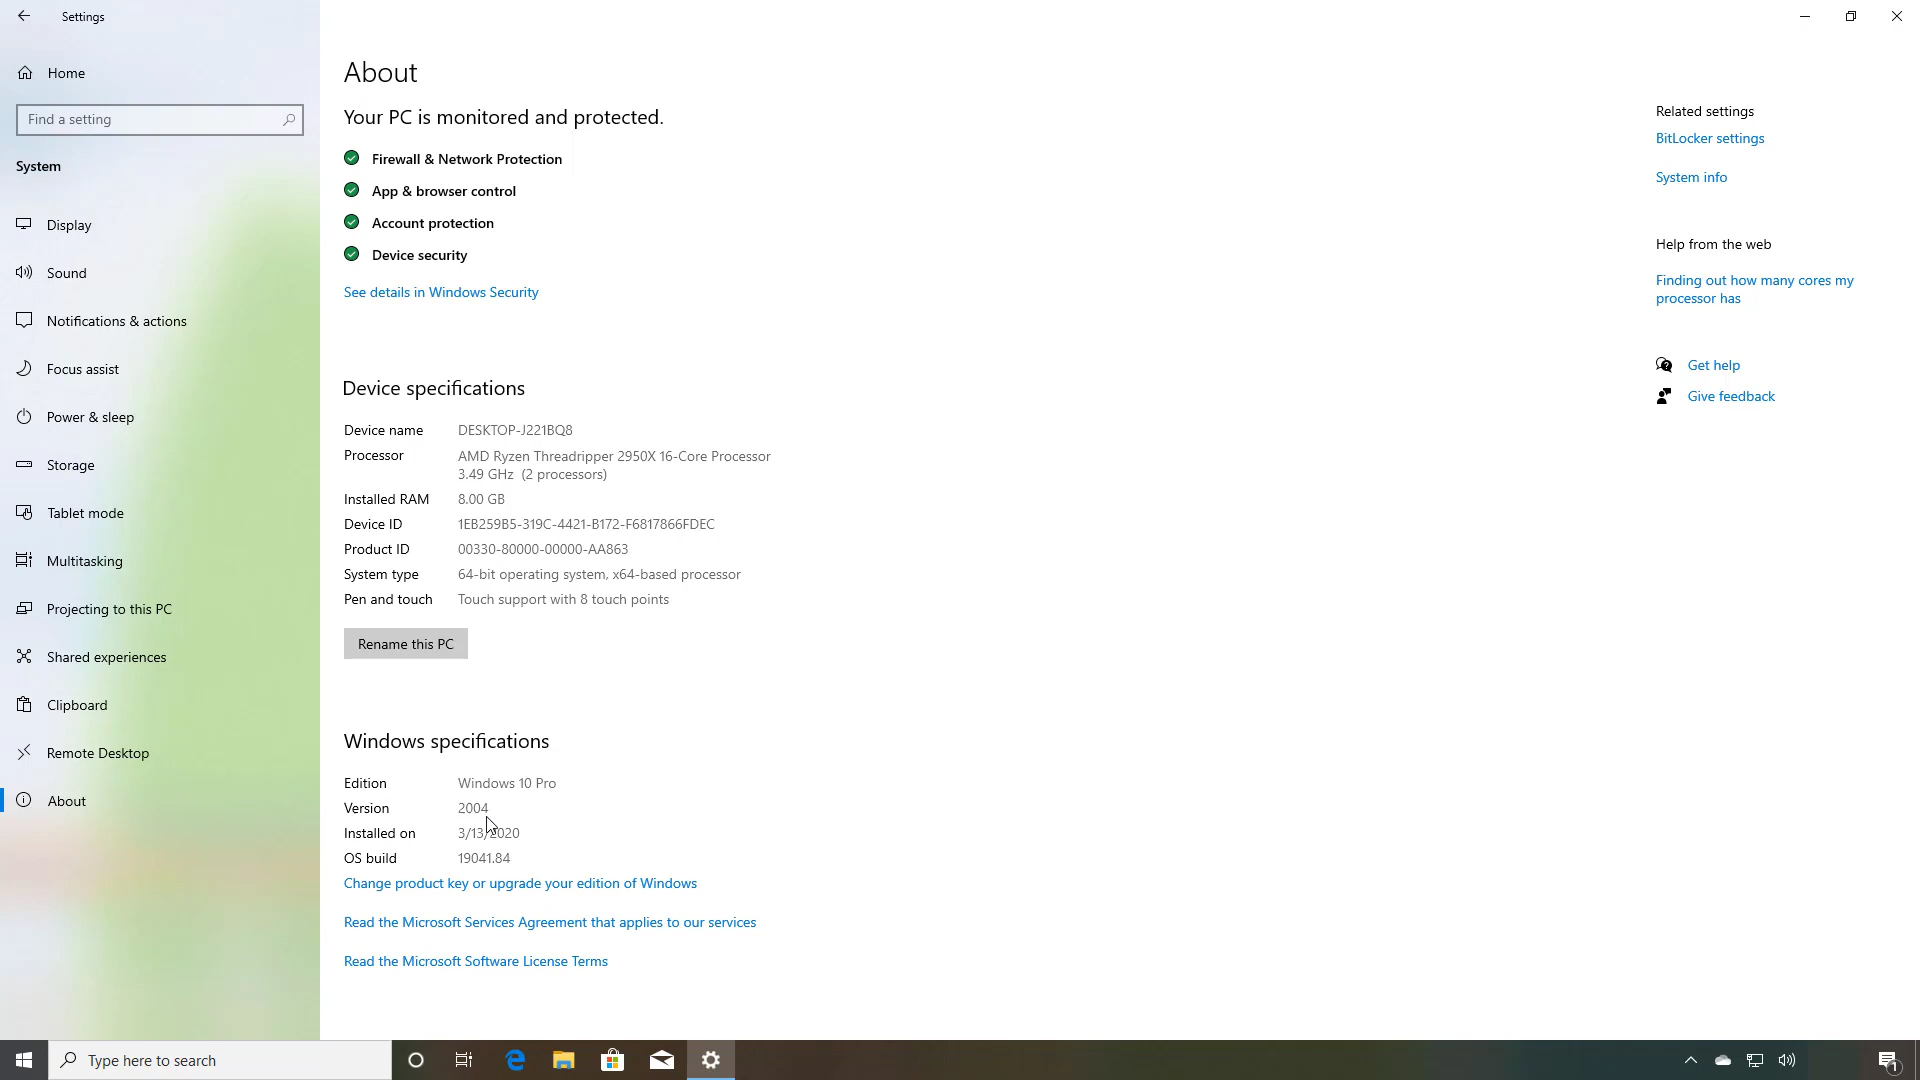 Settings
Home
Find a setting
System
Display
Sound
Notifications & actions
Focus assist
Power & sleep
Storage
Tablet mode
Multitasking
Projecting to this PC
Shared experiences
Clipboard
Remote Desktop
About
About
Your PC is monitored and protected.
Firewall & Network Protection
App & browser control
Account protection
Device security
See details in Windows Security
Device specifications
Device name DESKTOP-J221BQ8
Processor AMD Ryzen Threadripper 2950X 16-Core Processor
3.49 GHz (2 processors)
Installed RAM 8.00 GB
Device ID 1EB259B5-319C-4421-B172-F6817866FDEC
Product ID 00330-80000-00000-AA863
System type 64-bit operating system, x64-based processor
Pen and touch Touch support with 8 touch points
Rename this PC
Windows specifications
Edition Windows 10 Pro
Version 2004
Installed on 3/13/2020
OS build 19041.84
Change product key or upgrade your edition of Windows
Read the Microsoft Services Agreement that applies to our services
Read the Microsoft Software License Terms
Related settings
BitLocker settings
System info
Help from the web
Finding out how many cores my
processor has
Get help
Give feedback
Type here to search
1